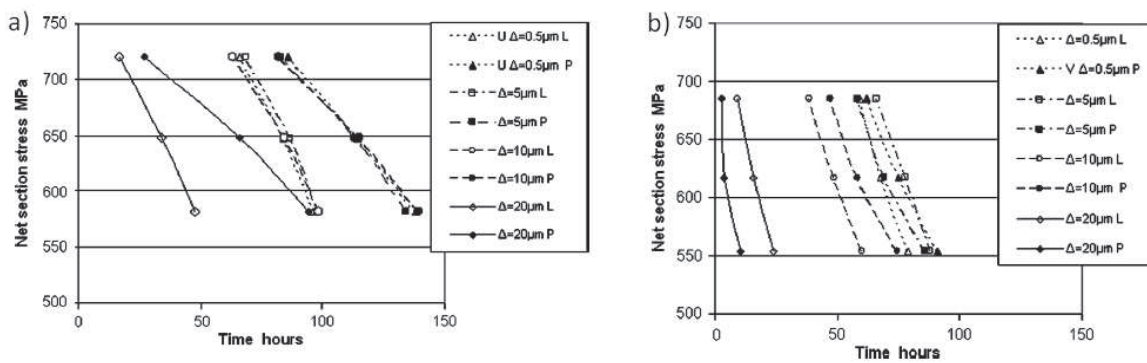 a)
Net section stress MPa
750
700
650
600
550
500
0
50
100
150
Time hours
U Δ=0.5µm L
U Δ=0.5µm P
Δ=5µm L
Δ=5µm P
Δ=10µm L
Δ=10µm P
Δ=20µm L
Δ=20µm P
b)
Net section stress MPa
750
700
650
600
550
500
0
50
100
150
Time hours
Δ=0.5µm L
V Δ=0.5µm P
Δ=5µm L
Δ=5µm P
Δ=10µm L
Δ=10µm P
Δ=20µm L
Δ=20µm P